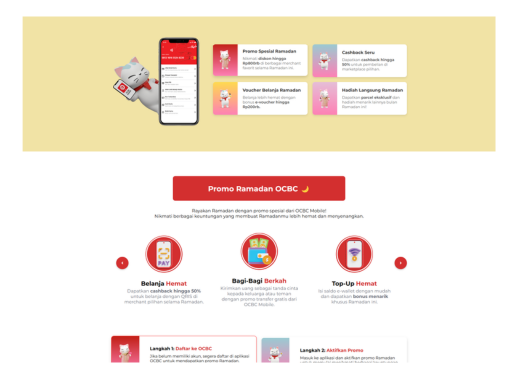 Promo Spesial Ramadan
Nikmati diskon hingga
Rp800rb di berbagai merchant
favorit selama Ramadan ini.
Cashback Seru
Dapatkan cashback hingga
50% untuk pembelian di
marketplace pilihan.
Voucher Belanja Ramadan
Belanja lebih hemat dengan
bonus e-voucher hingga
Rp200rb.
Hadiah Langsung Ramadan
Dapatkan parcel eksklusif dan
hadiah menarik lainnya bulan
Ramadan ini.
Promo Ramadan OCBC 🌙
Rayakan Ramadan dengan promo spesial dari OCBC Mobile!
Nikmati berbagai keuntungan yang membuat Ramadanmu lebih hemat dan menyenangkan.
PAY
Belanja Hemat
Dapatkan cashback hingga 50%
untuk belanja dengan QRIS di
merchant pilihan selama Ramadan.
Bagi-Bagi Berkah
Kirimkan uang sebagai tanda cinta
kepada keluarga atau teman
dengan promo transfer gratis dari
OCBC Mobile.
Top-Up Hemat
Isi saldo e-wallet dengan mudah
dan dapatkan bonus menarik
khusus Ramadan ini.
Langkah 1: Daftar ke OCBC
Jika belum memiliki akun, segera daftar di aplikasi
OCBC untuk mendapatkan promo Ramadan.
Langkah 2: Aktifkan Promo
Masuk ke aplikasi dan aktifkan promo Ramadan